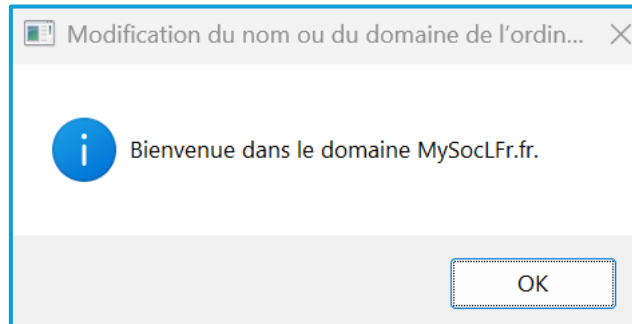 Modification du nom ou du domaine de l'ordin...
Bienvenue dans le domaine MySocLFr.fr.
OK